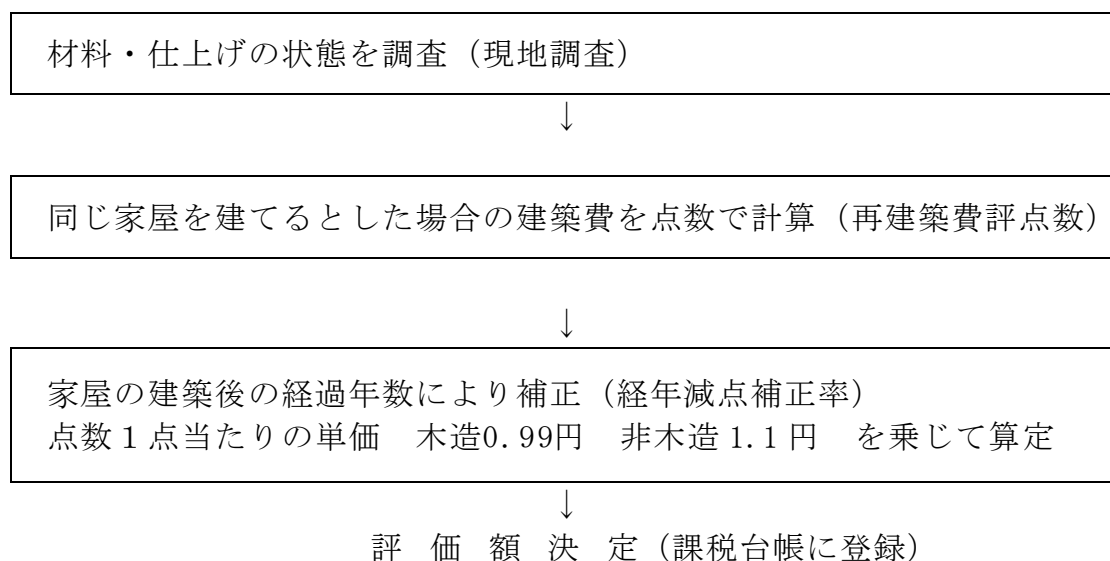 材料・仕上げの状態を調査（現地調査）
↓
同じ家屋を建てるとした場合の建築費を点数で計算（再建築費評点数）
↓
家屋の建築後の経過年数により補正（経年減点補正率）
点数１点当たりの単価　木造0.99円　非木造 1.1 円　を乗じて算定
↓
評　価　額　決　定（課税台帳に登録）